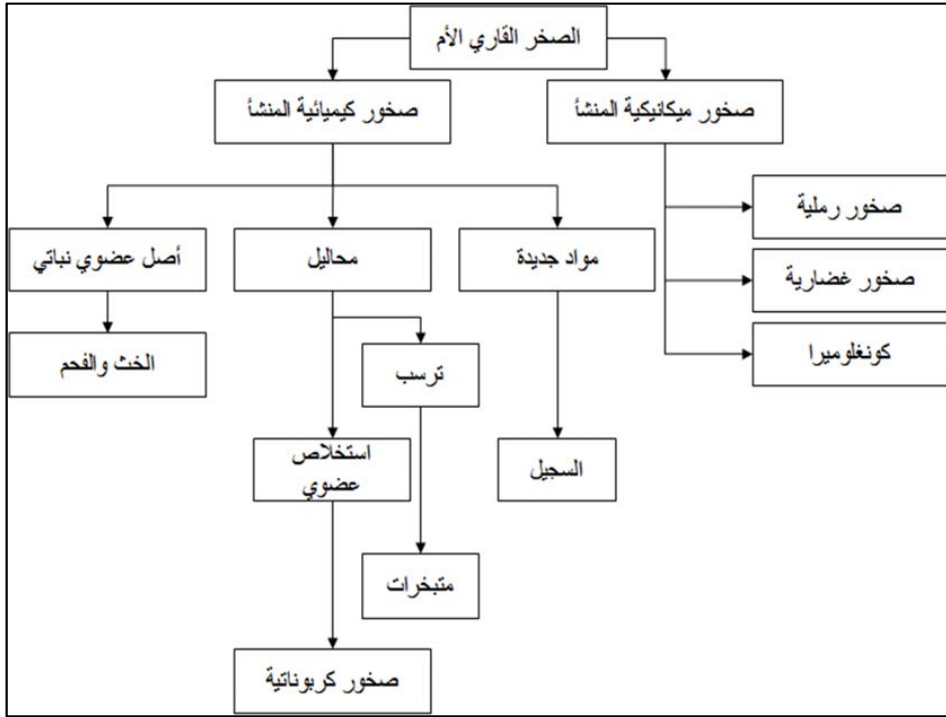 الصخر القاري الأم
صخور ميكانيكية المنشأ
صخور كيميائية المنشأ
صخور رملية
صخور غضارية
كونغلوميرا
مواد جديدة
محاليل
أصل عضوي نباتي
ترسب
الخث والفحم
استخلاص
عضوي
السجيل
متبخرات
صخور كربوناتية